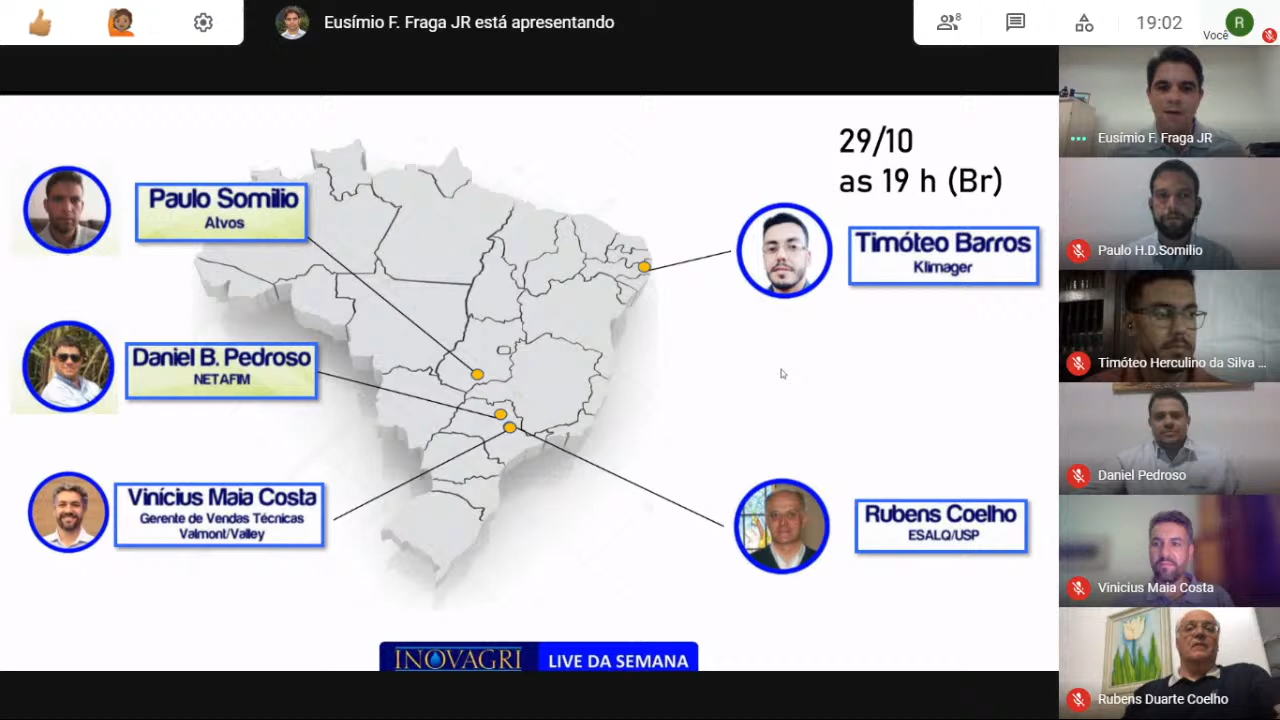 Eusímio F. Fraga JR está apresentando
8
19:02
Você
R
29/10
as 19 h (Br)
Paulo Somilio
Atvos
Timóteo Barros
Klimager
Daniel B. Pedroso
NETAFIM
Vinícius Maia Costa
Gerente de Vendas Técnicas
Valmont/Valley
Rubens Coelho
ESALQ/USP
INOVAGRI LIVE DA SEMANA
Eusímio F. Fraga JR
Paulo H.D.Somilio
Timóteo Herculino da Silva ...
Daniel Pedroso
Vinicius Maia Costa
Rubens Duarte Coelho